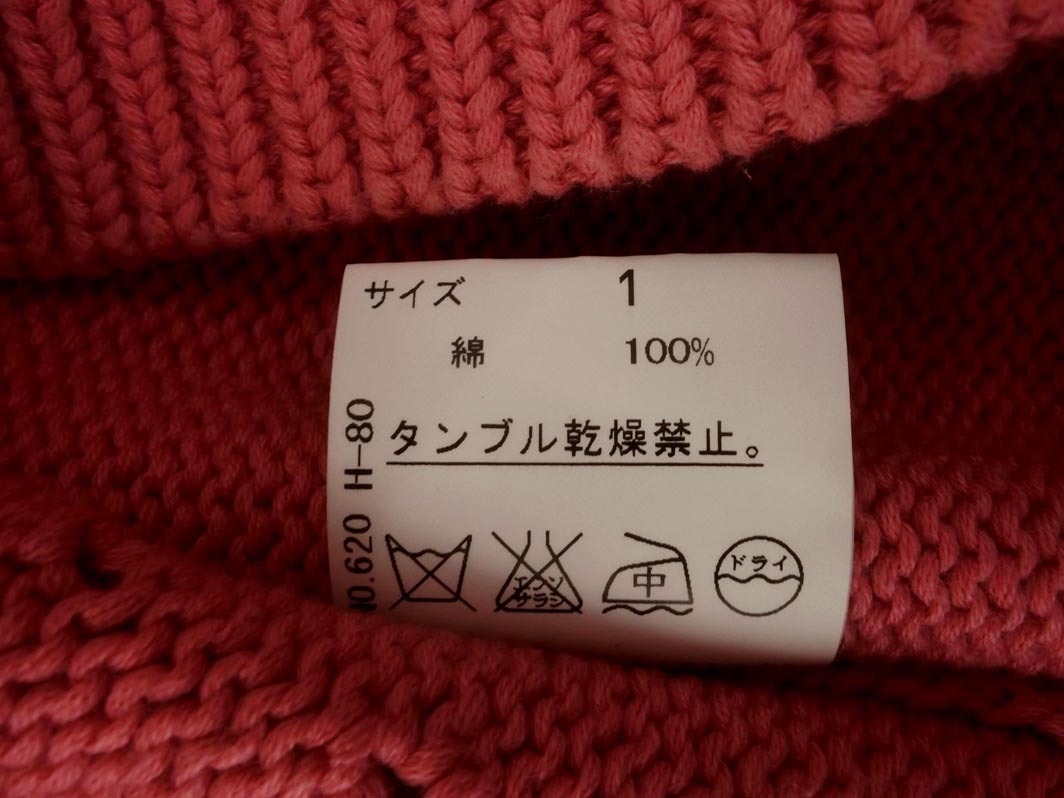 サイズ 1
綿 100%
タンブル乾燥禁止。
NO.620 H-80
エンソ
サラシ
中
ドライ